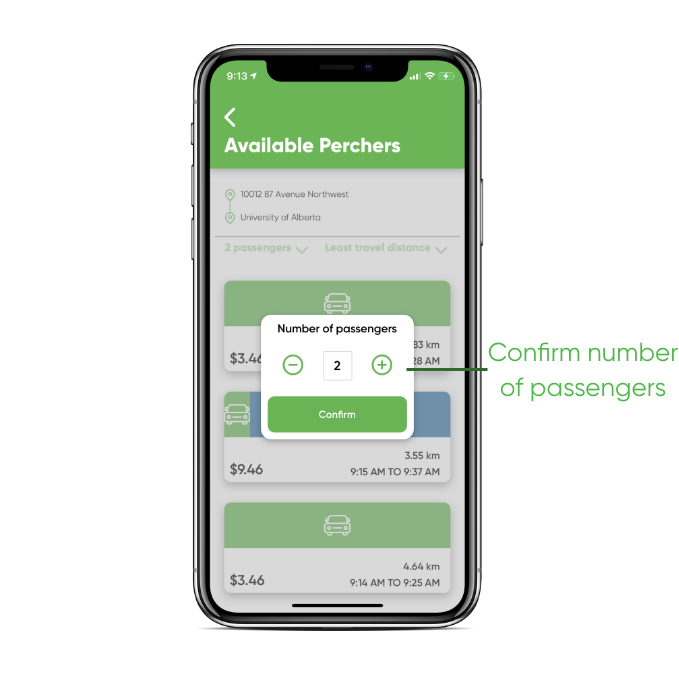 9:13
Available Perchers
10012 87 Avenue Northwest
University of Alberta
2 passengers Least travel distance
Number of passengers
2
Confirm
$3.46
83 km
28 AM
3.55 km
$9.46 9:15 AM TO 9:37 AM
4.64 km
$3.46 9:14 AM TO 9:25 AM
Confirm number
of passengers